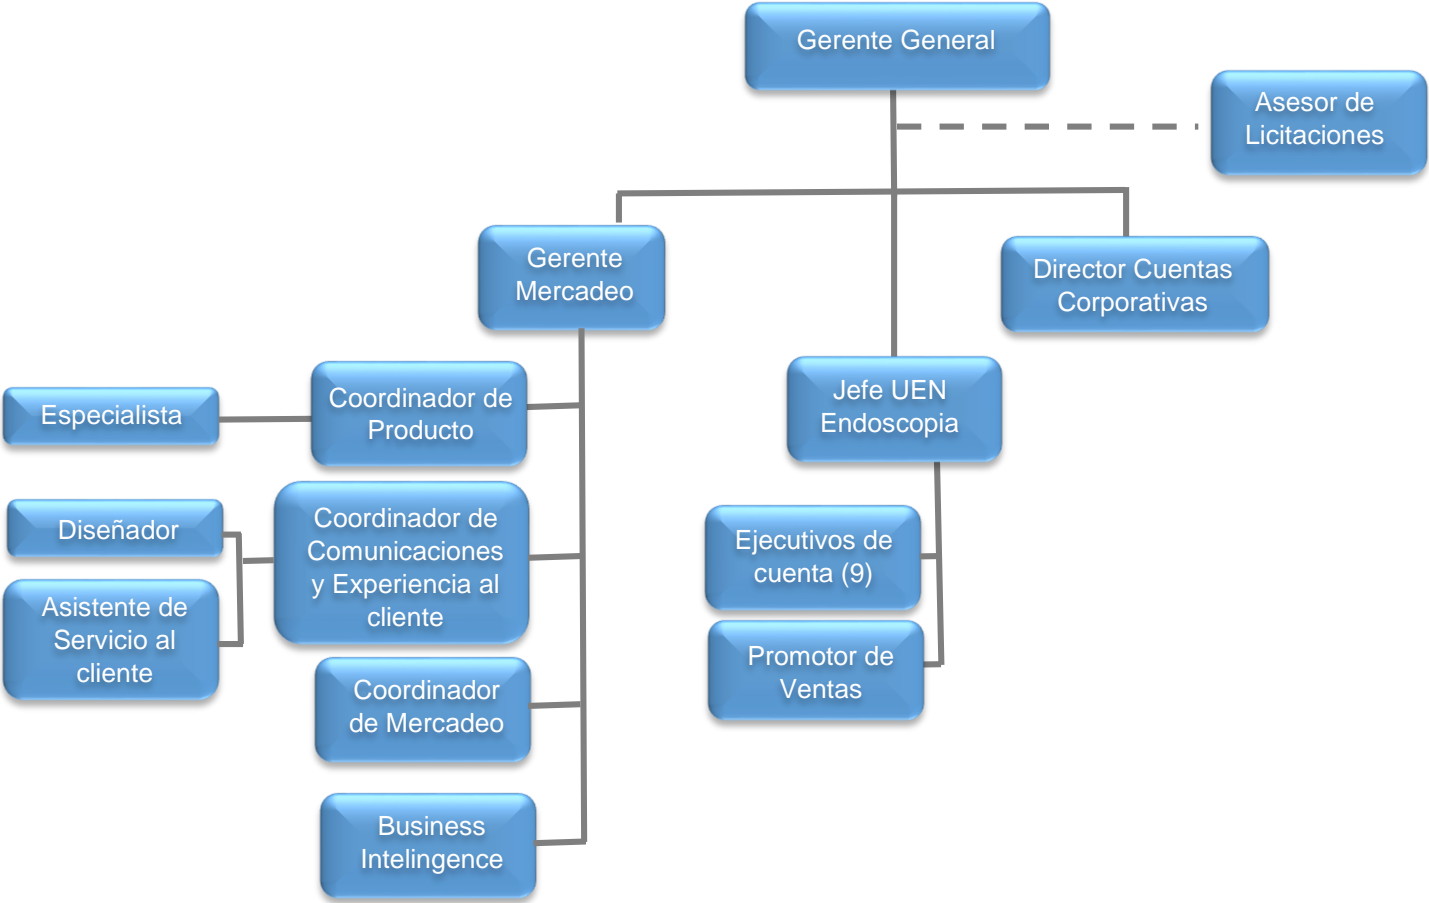 Gerente General
Asesor de
Licitaciones
Gerente
Mercadeo
Director Cuentas
Corporativas
Jefe UEN
Endoscopia
Coordinador de
Producto
Especialista
Coordinador de
Comunicaciones
y Experiencia al
cliente
Diseñador
Asistente de
Servicio al
cliente
Ejecutivos de
cuenta (9)
Promotor de
Ventas
Coordinador
de Mercadeo
Business
Intelingence